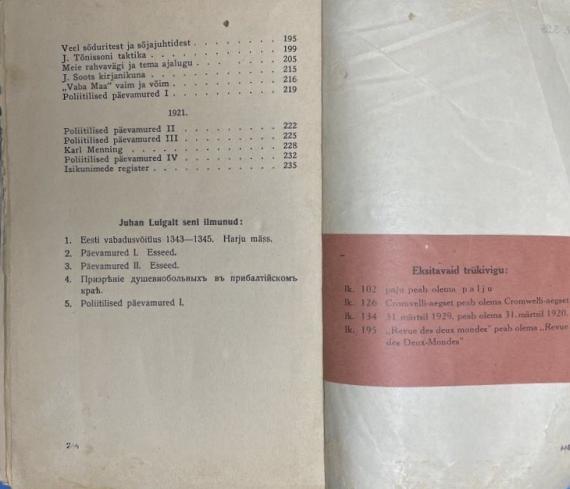 Veel sõduritest ja sõjajuhtidest . . . . . . . . 195
J. Tõnissoni taktika . . . . . . . . . . . . 199
Meie rahvavägi ja tema ajalugu . . . . . . . . 205
J. Soots kirjanikuna . . . . . . . . . . . . 215
„Vaba Maa" vaim ja võim . . . . . . . . . . 216
Poliitilised päevamured I . . . . . . . . . . 219
1921.
Poliitilised päevamured II . . . . . . . . . . 222
Poliitilised päevamured III . . . . . . . . . . 225
Karl Menning . . . . . . . . . . . . . . 228
Poliitilised päevamured IV . . . . . . . . . . 232
Isikunimede register . . . . . . . . . . . . 235
Juhan Luigalt seni ilmunud:
1. Eesti vabadusvõitlus 1343—1345. Harju mäss.
2. Päevamured I. Esseed.
3. Päevamured II. Esseed.
4. Призрѣніе душевнобольныхъ въ прибалтійскомъ
краѣ.
5. Poliitilised päevamured I.
Eksitavaid trükivigu:
lk. 102 paju peab olema palju
lk. 126 Cromvelli-aegset peab olema Cromwelli-aegset
lk. 134 31. märtsil 1929, peab olema 31. märtsil 1920.
lk. 195 „Revue des deux mondes" peab olema „Revue
des Deux-Mondes"